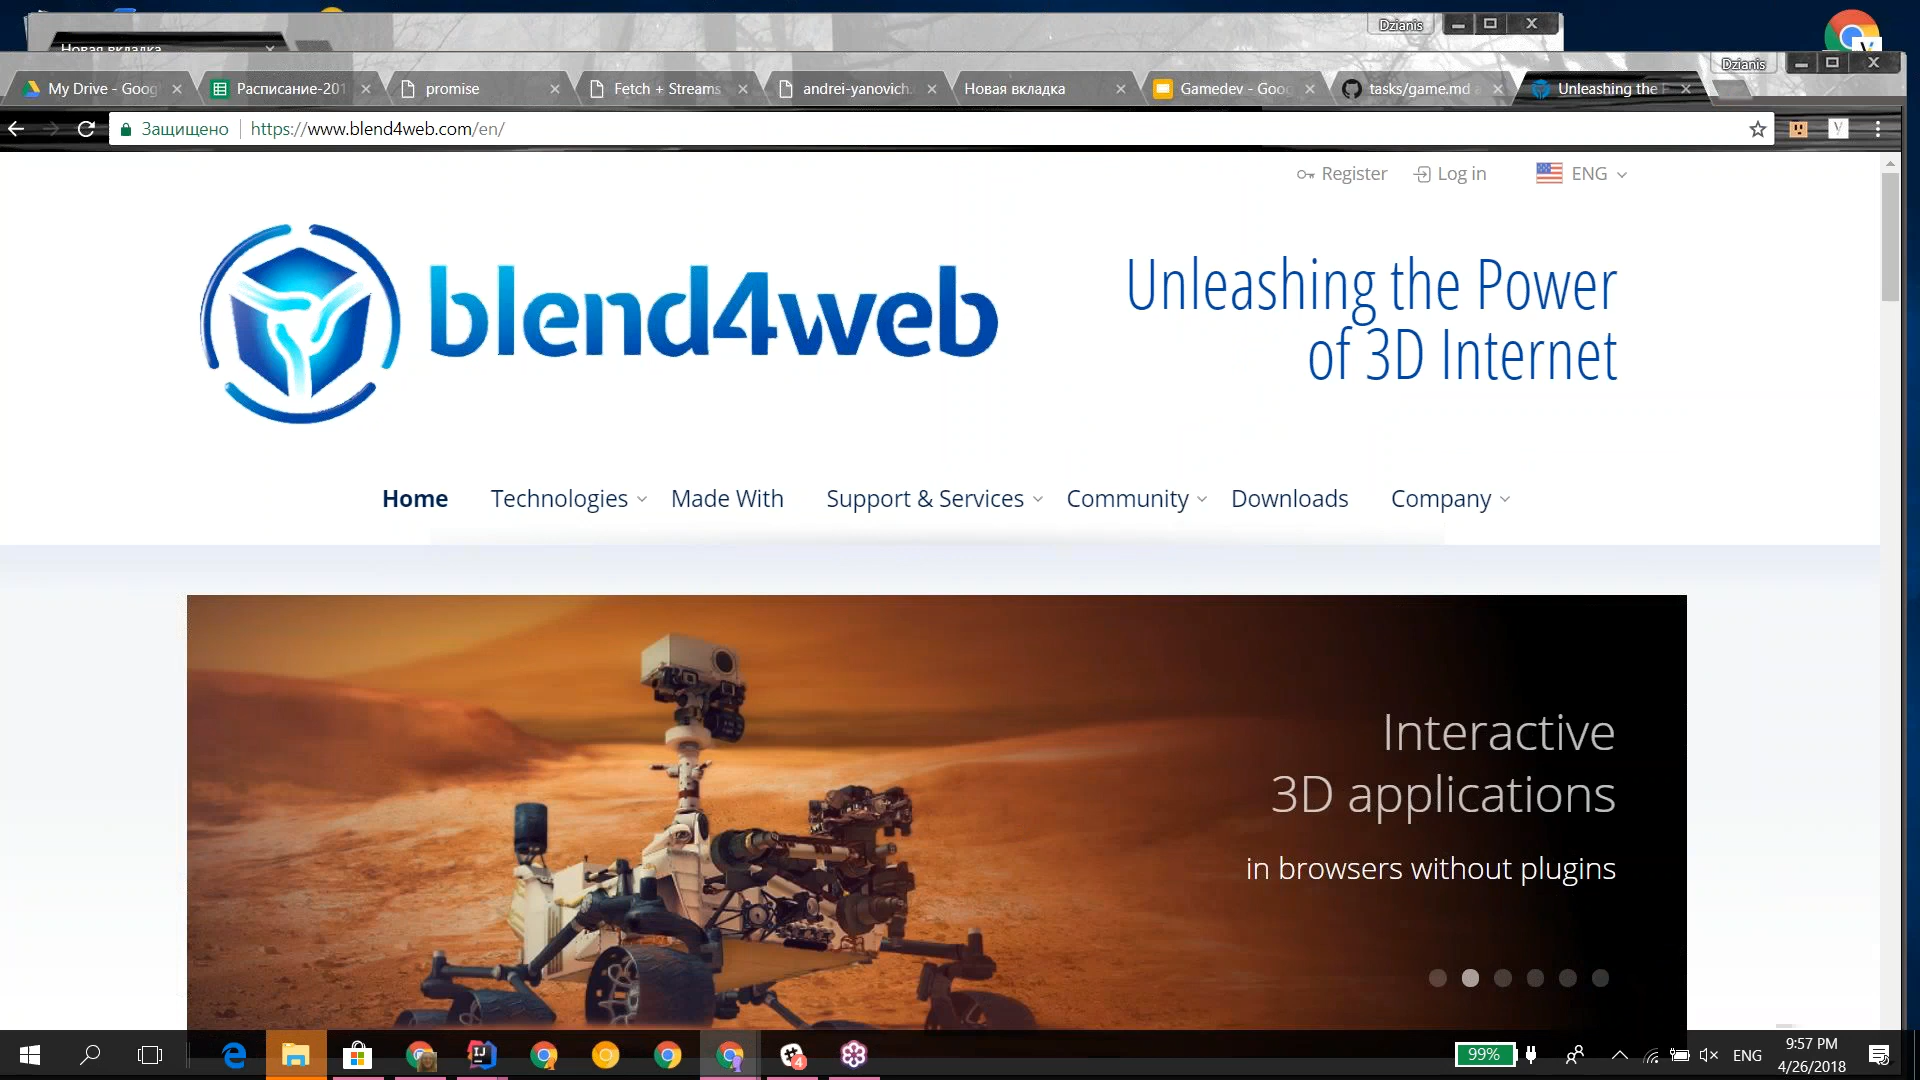 Dzianis
Новая вкладка
Dzianis
My Drive - Goog
Расписание-201
promise
Fetch + Streams
andrei-yanovich.
Новая вкладка
Gamedev - Goog
tasks/game.md a
Unleashing the P
Защищено
https://www.blend4web.com/en/
Register
Log in
ENG
blend4web
Unleashing the Power
of 3D Internet
Home
Technologies
Made With
Support & Services
Community
Downloads
Company
Interactive
3D applications
in browsers without plugins
99%
ENG
9:57 PM
4/26/2018
4